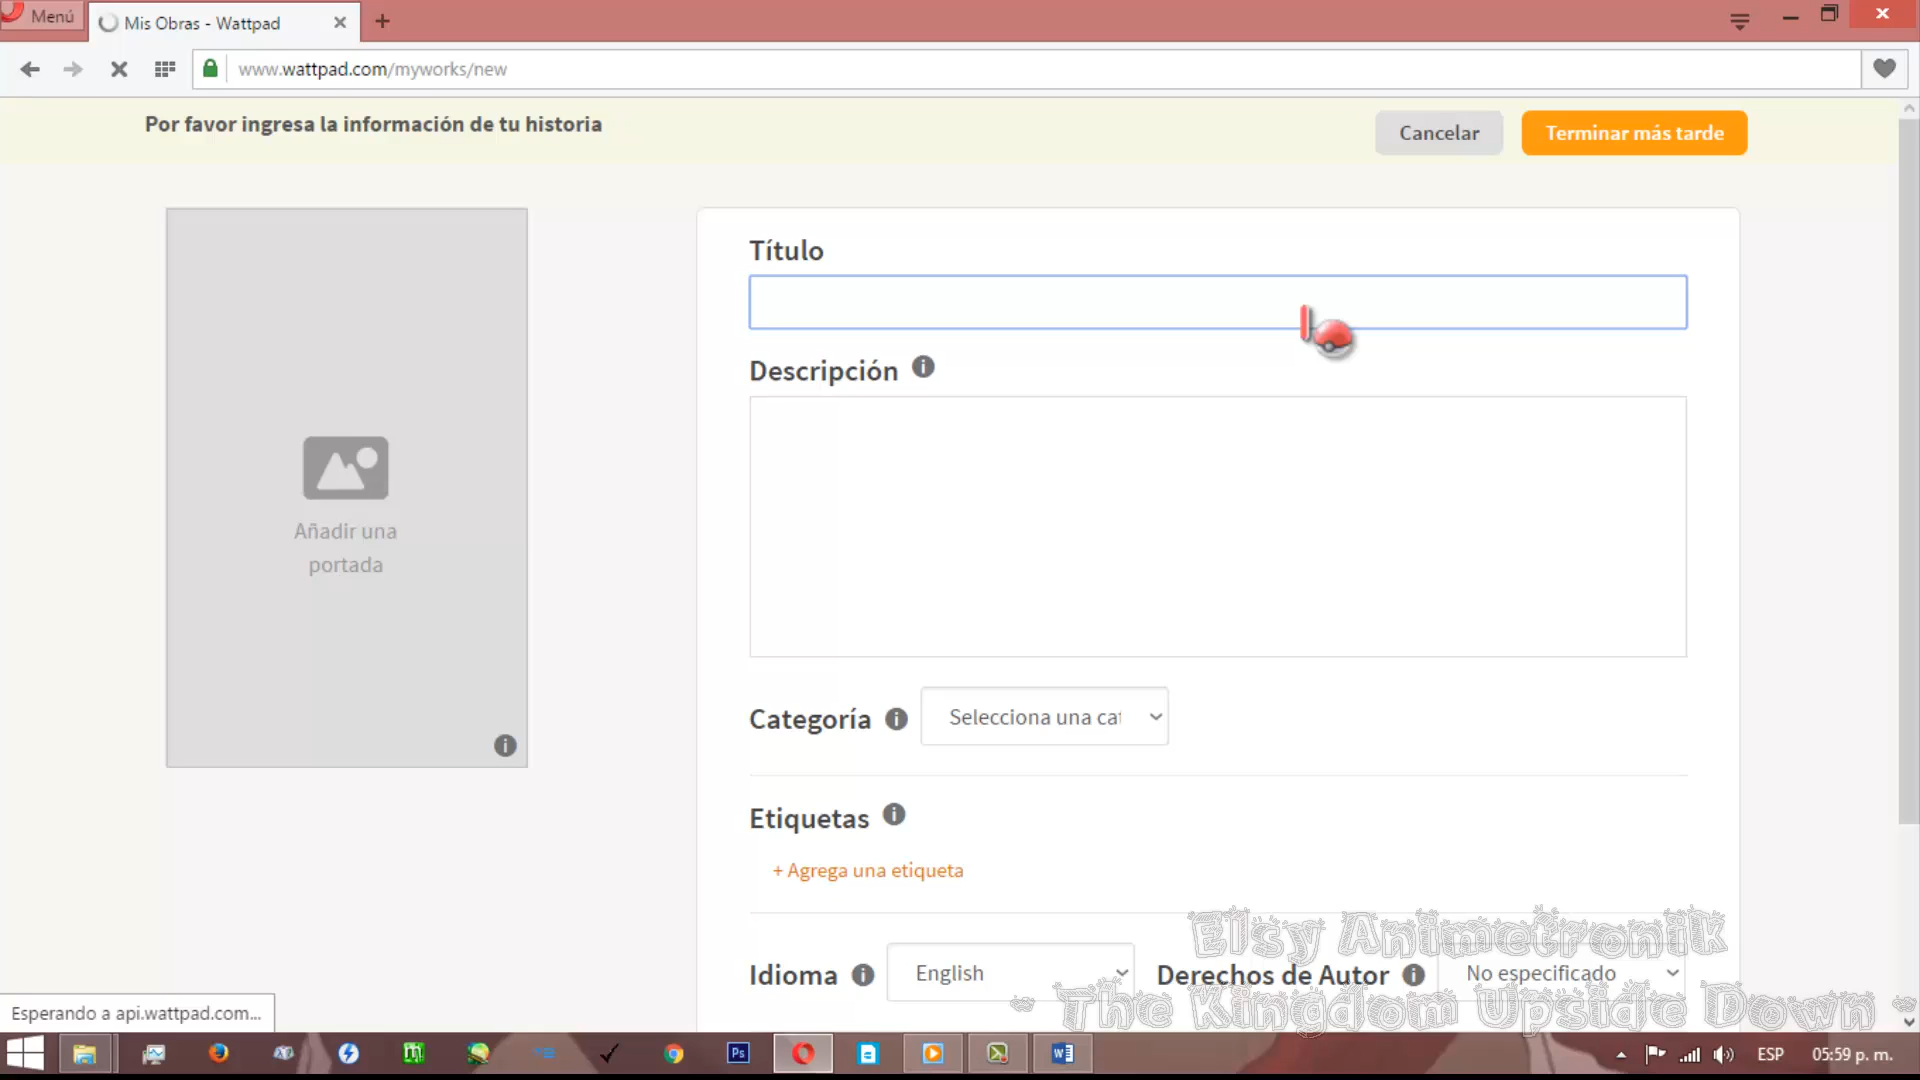 Menú
Mis Obras - Wattpad
www.wattpad.com/myworks/new
Por favor ingresa la información de tu historia
Cancelar
Terminar más tarde
Título
Descripción
Añadir una
portada
Categoría
Selecciona una cat
Etiquetas
+ Agrega una etiqueta
Elsy Animetronik
Idioma
English
Derechos de Autor
No especificado
~ The Kingdom Upside Down ~
Esperando a api.wattpad.com...
Ps
ESP
05:59 p. m.